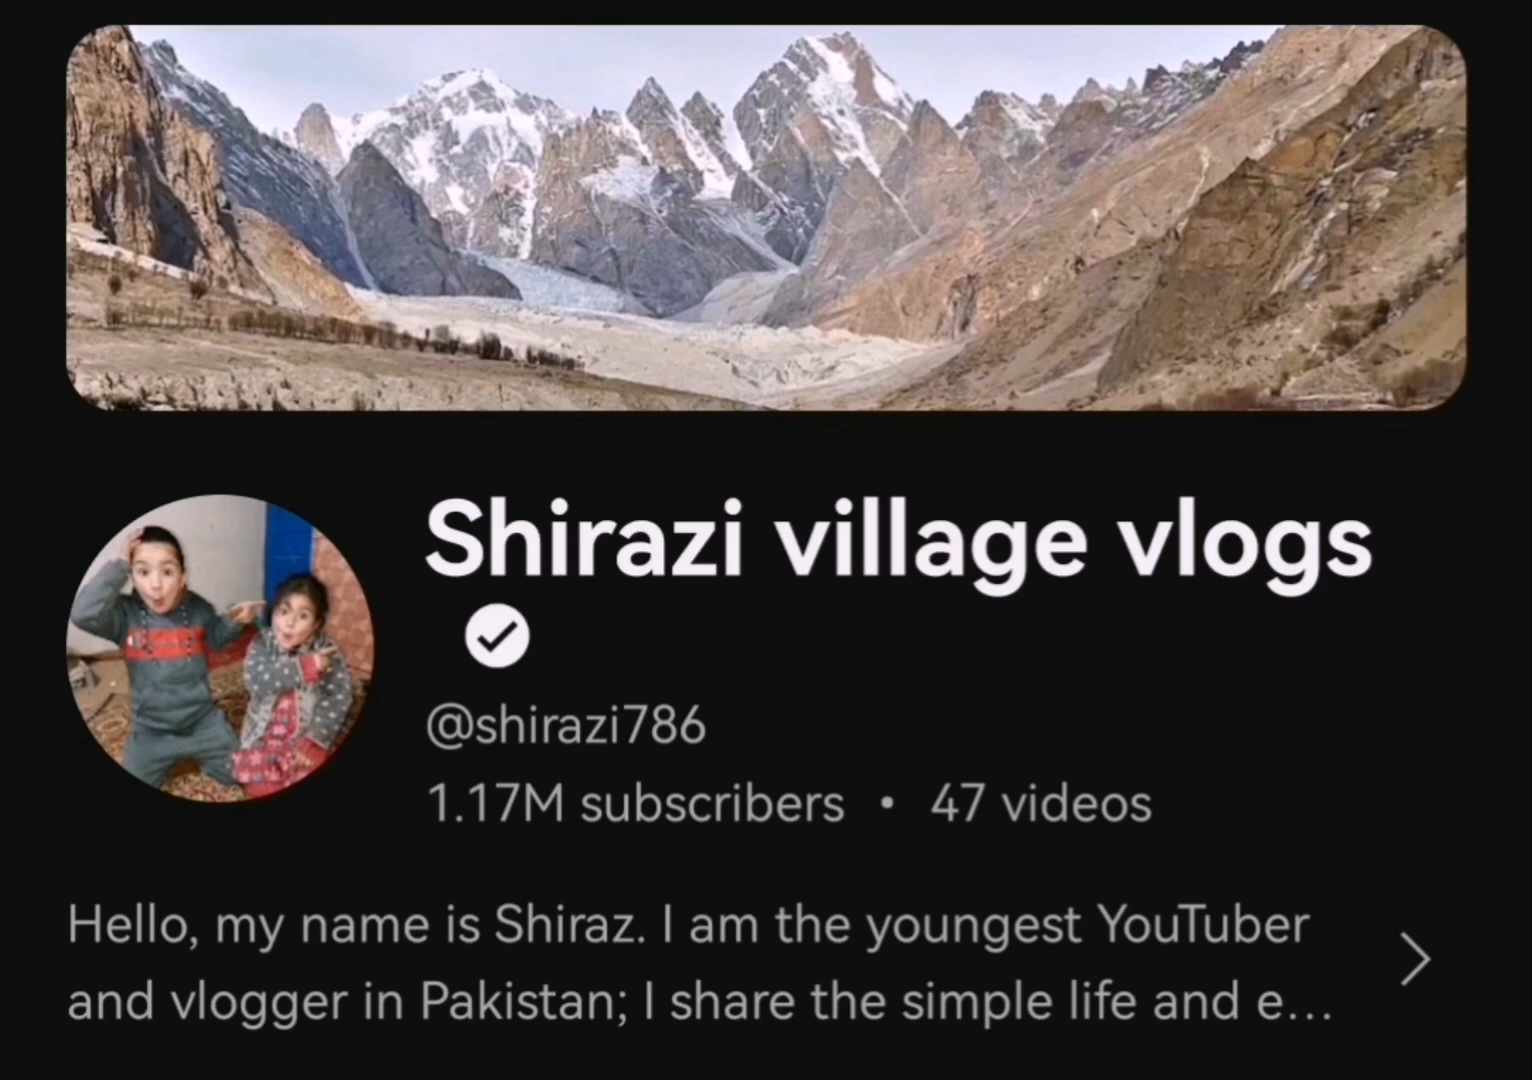 Shirazi village vlogs
@shirazi786
1.17M subscribers • 47 videos
Hello, my name is Shiraz. I am the youngest YouTuber
and vlogger in Pakistan; I share the simple life and e...